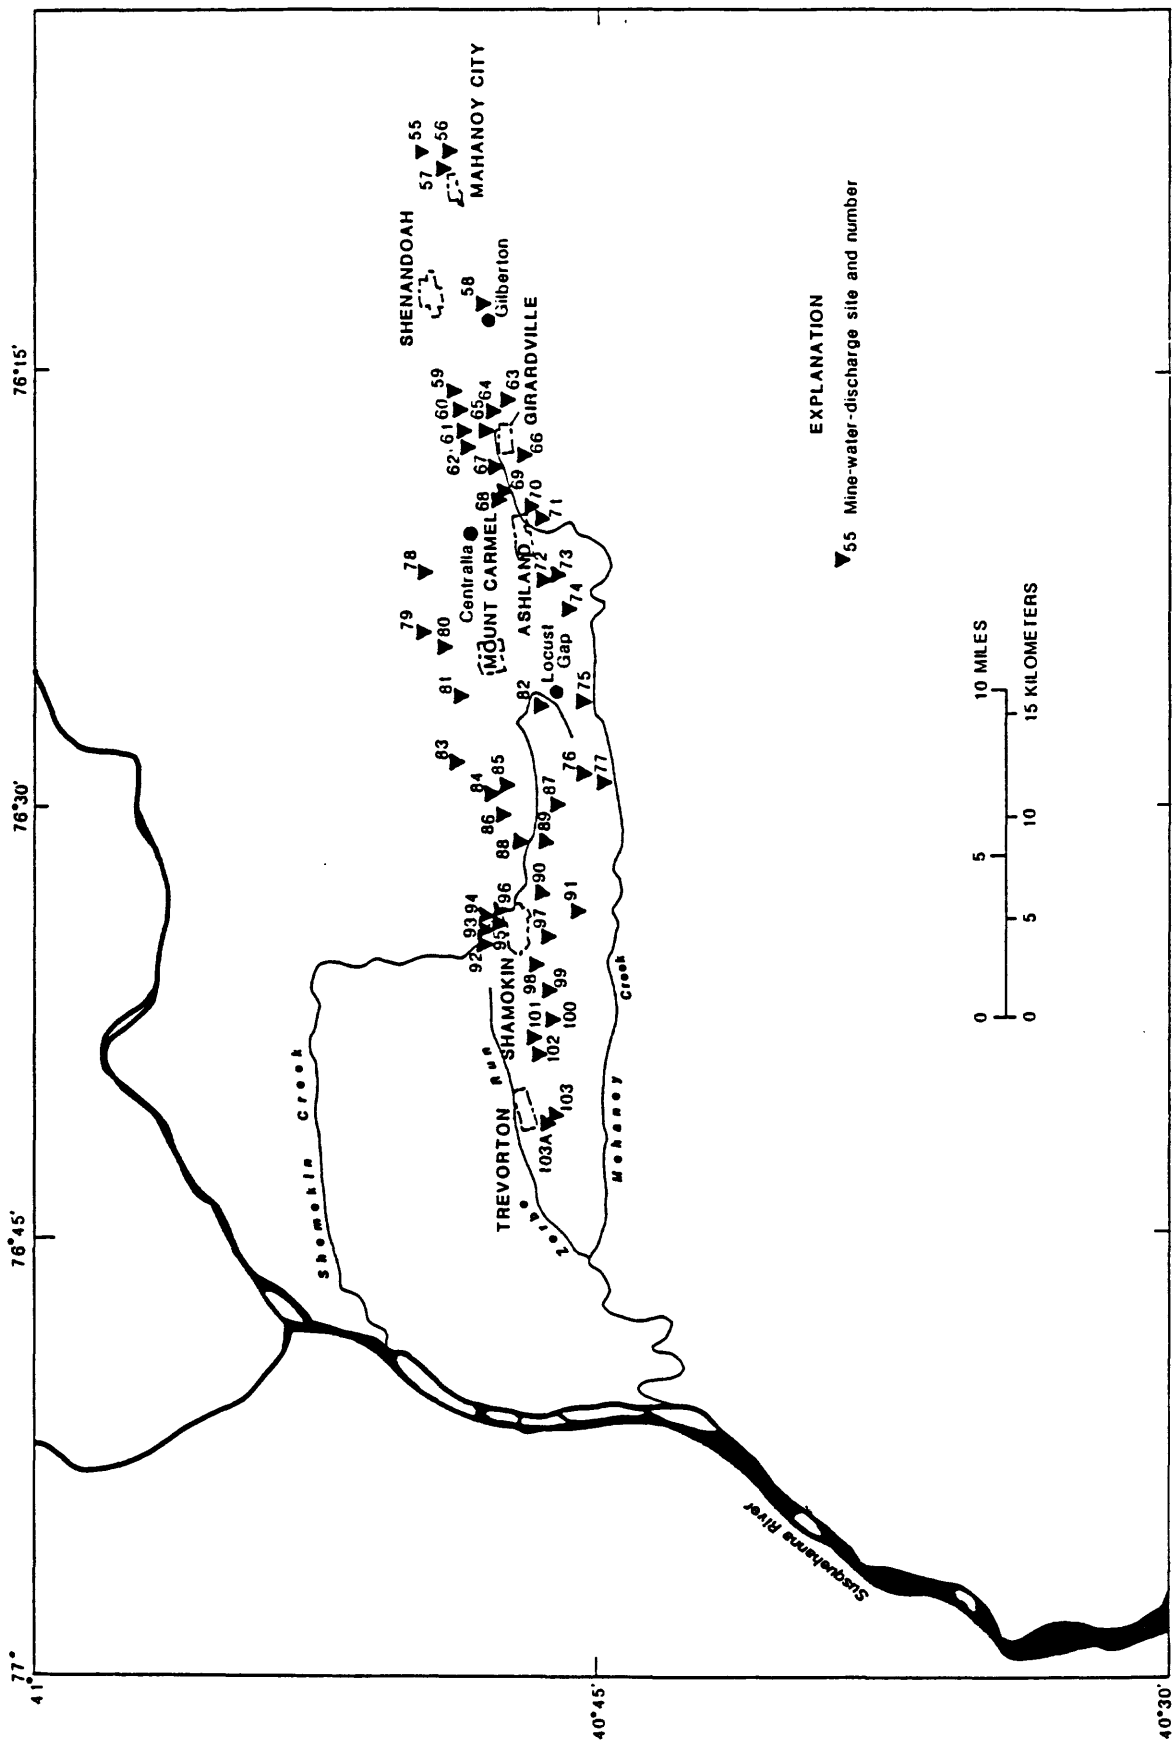 41°
77°
76°45'
76°30'
76°15'
40°45'
40°30'
SHENANDOAH
MAHANOY CITY
55
56
57
58
Gilberton
GIRARDVILLE
59
60
61
62
63
64
65
66
67
68
69
70
71
Centralia
MOUNT CARMEL
ASHLAND
72
73
74
Locust
Gap
75
76
77
78
79
80
81
82
83
84
85
86
87
88
89
90
91
92
93
94
95
96
97
98
99
100
101
102
103
103A
SHAMOKIN
TREVORTON
Zerbe Run
Shamokin Creek
Mahanoy Creek
Susquehanna River
0 5 10 MILES
0 5 10 15 KILOMETERS
EXPLANATION
55 Mine-water-discharge site and number